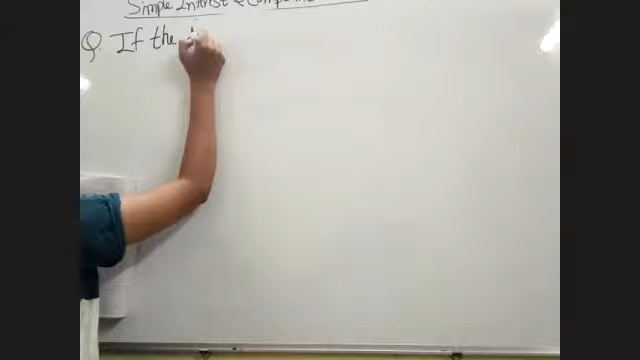 Simple Interest & Compound
Q. If the